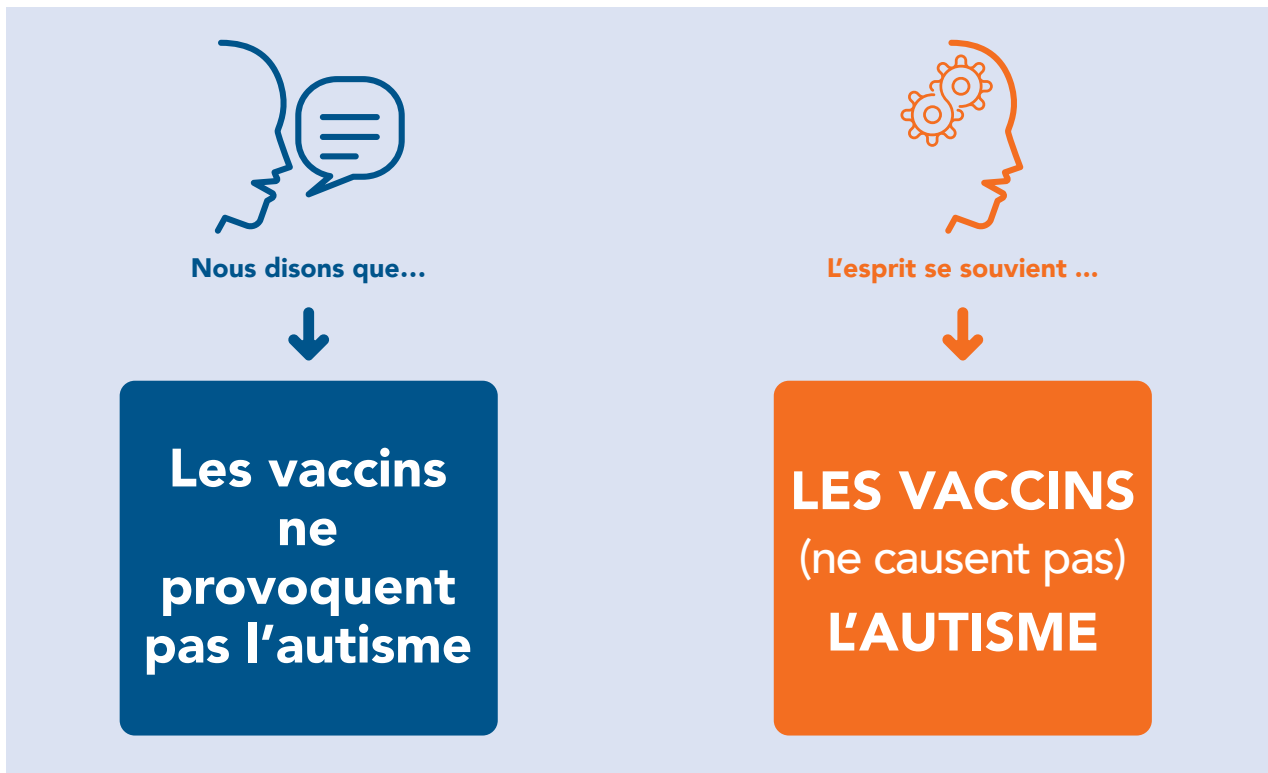 Nous disons que…
Les vaccins
ne
provoquent
pas l’autisme
L’esprit se souvient ...
LES VACCINS
(ne causent pas)
L’AUTISME